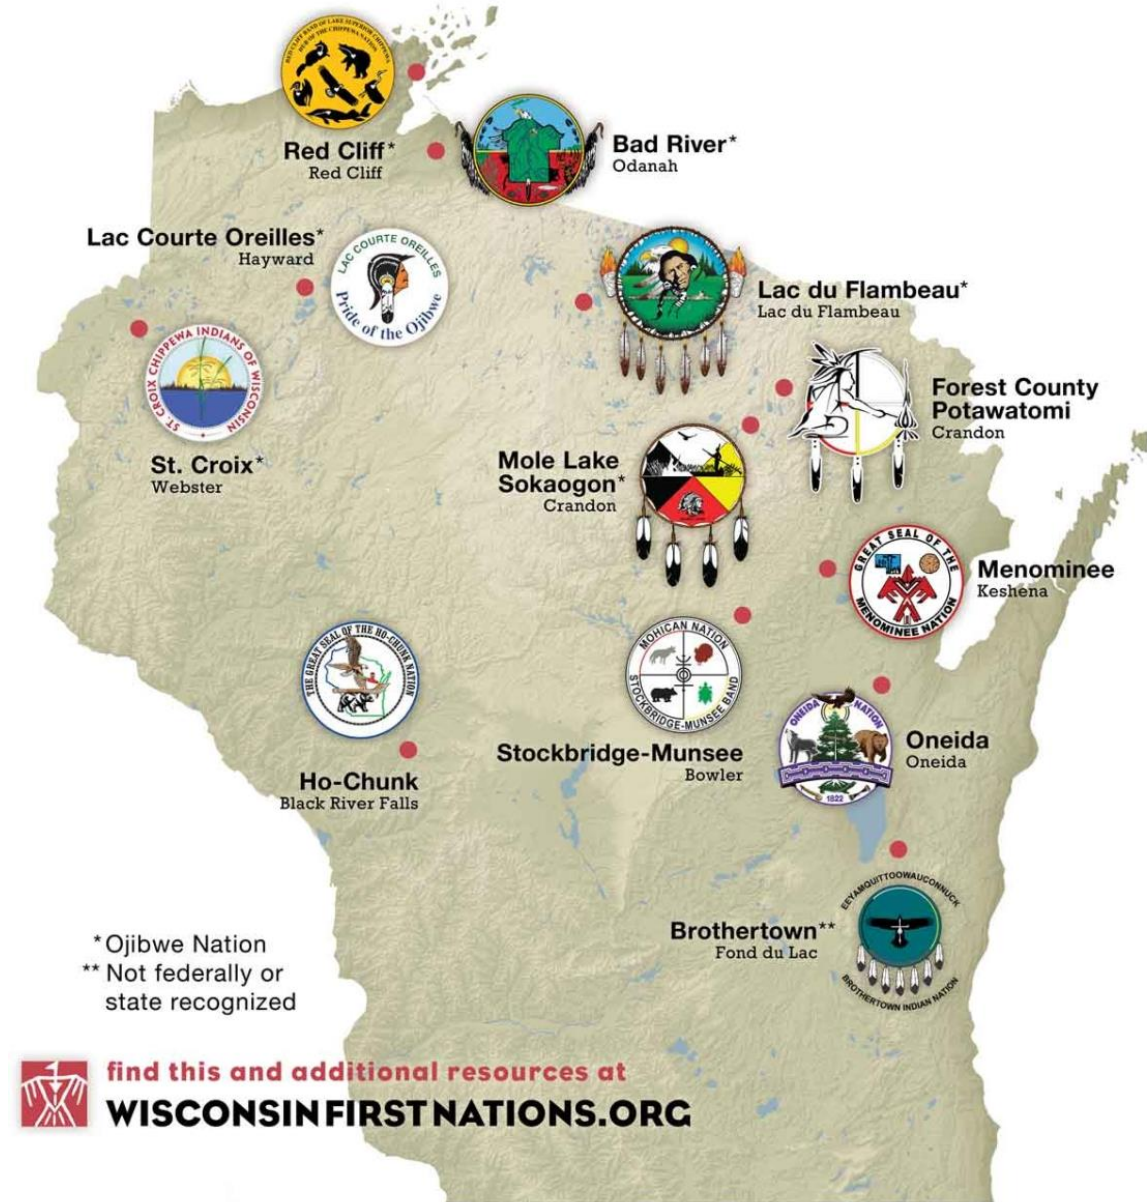 RED CLIFF BAND OF LAKE SUPERIOR CHIPPEWA
HUB OF THE CHIPPEWA NATION
Red Cliff*
Red Cliff
Bad River*
Odanah
Lac Courte Oreilles*
Hayward
LAC COURTE OREILLES
Pride of the Ojibwe
Lac du Flambeau*
Lac du Flambeau
ST. CROIX CHIPPEWA INDIANS OF WISCONSIN
St. Croix*
Webster
Forest County
Potawatomi
Crandon
Mole Lake
Sokaogon*
Crandon
GREAT SEAL OF THE
MENOMINEE NATION
Menominee
Keshena
THE GREAT SEAL OF THE HO-CHUNK NATION
Ho-Chunk
Black River Falls
MOHICAN NATION
STOCKBRIDGE-MUNSEE BAND
Stockbridge-Munsee
Bowler
ONEIDA NATION
1822
Oneida
Oneida
EEYAMQUITTOOWAUCONNUCK
BROTHERTOWN INDIAN NATION
Brothertown**
Fond du Lac
*Ojibwe Nation
** Not federally or
state recognized
find this and additional resources at
WISCONSINFIRSTNATIONS.ORG